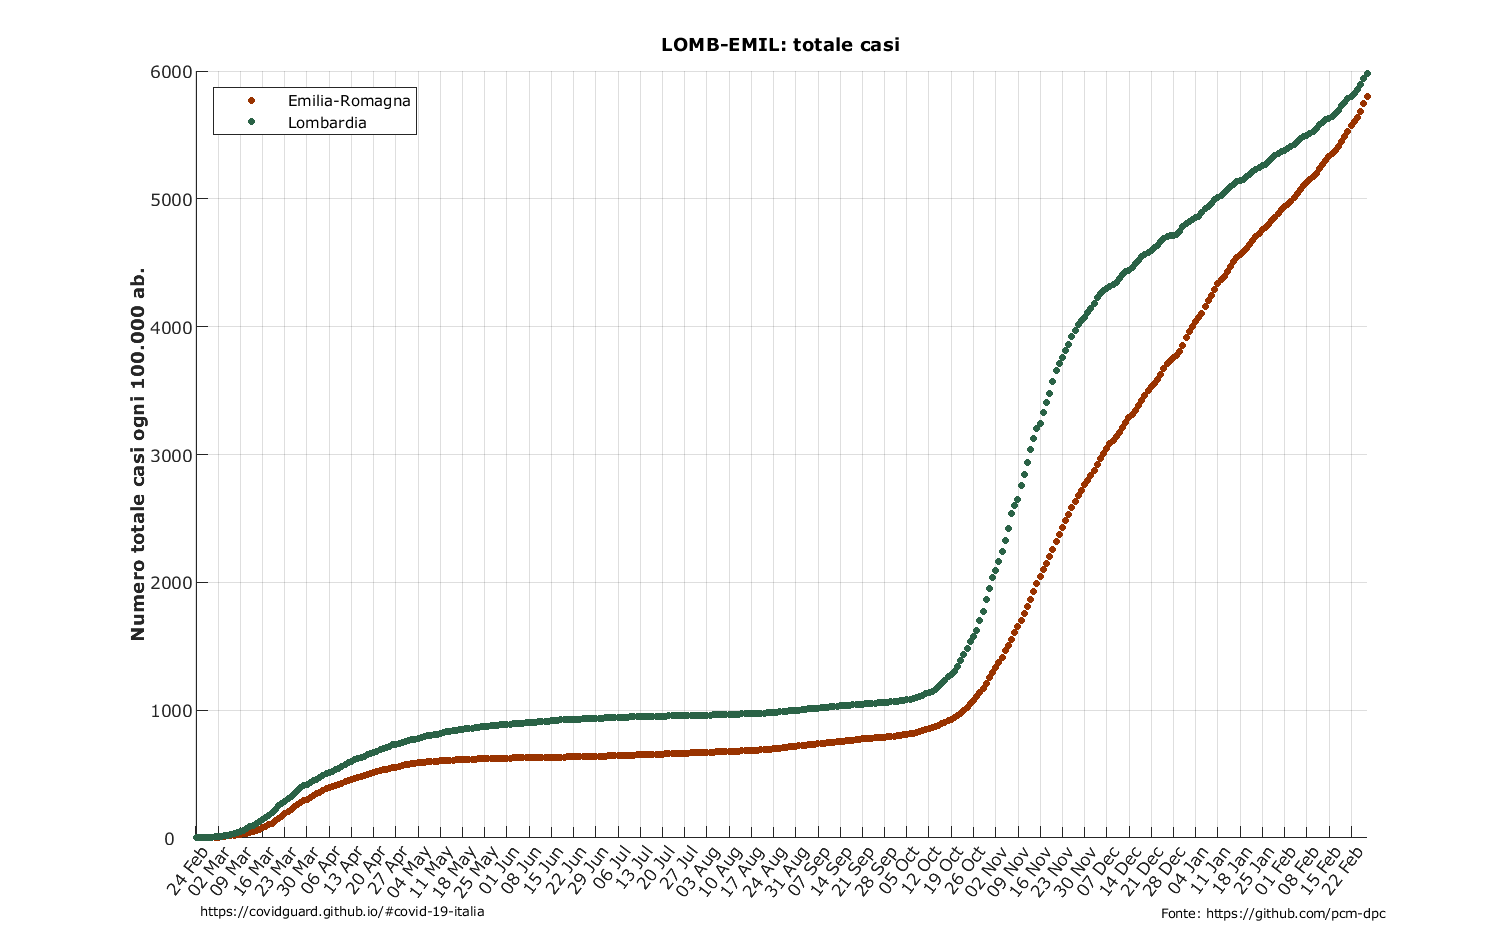 LOMB-EMIL: totale casi
6000
5000
4000
3000
2000
1000
0
Numero totale casi ogni 100.000 ab.
Emilia-Romagna
Lombardia
24 Feb
02 Mar
09 Mar
16 Mar
23 Mar
30 Mar
06 Apr
13 Apr
20 Apr
27 Apr
04 May
11 May
18 May
25 May
01 Jun
08 Jun
15 Jun
22 Jun
29 Jun
06 Jul
13 Jul
20 Jul
27 Jul
03 Aug
10 Aug
17 Aug
24 Aug
31 Aug
07 Sep
14 Sep
21 Sep
28 Sep
05 Oct
12 Oct
19 Oct
26 Oct
02 Nov
09 Nov
16 Nov
23 Nov
30 Nov
07 Dec
14 Dec
21 Dec
28 Dec
04 Jan
11 Jan
18 Jan
25 Jan
01 Feb
08 Feb
15 Feb
22 Feb
https://covidguard.github.io/#covid-19-italia
Fonte: https://github.com/pcm-dpc